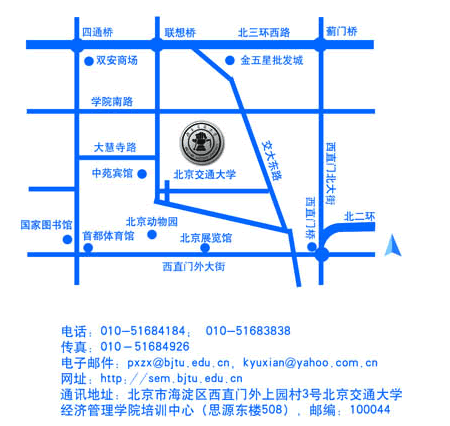 四通桥
联想桥
北三环西路
蓟门桥
双安商场
金五星批发城
学院南路
大慧寺路
交大东路
西直门北大街
中苑宾馆
北京交通大学
国家图书馆
首都体育馆
北京动物园
北京展览馆
西直门桥
北二环
西直门外大街
电话：010-51684184； 010-51683838
传真：010-51684926
电子邮件：pxzx@bjtu.edu.cn，kyuxian@yahoo.com.cn
网址：http://sem.bjtu.edu.cn
通讯地址：北京市海淀区西直门外上园村3号北京交通大学
经济管理学院培训中心（思源东楼508），邮编：100044